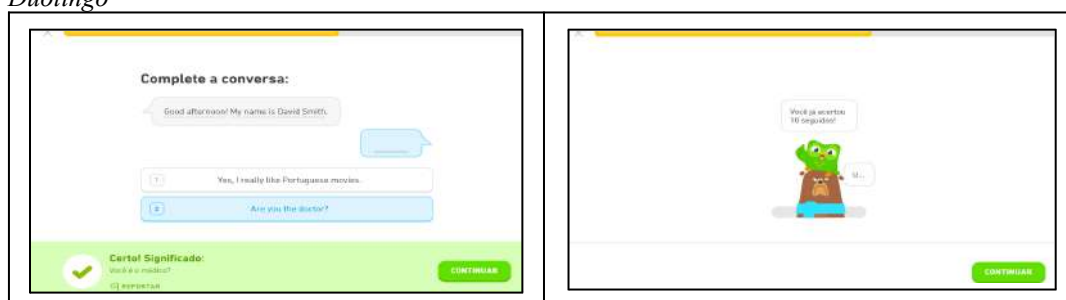 Duolingo
Complete a conversa:
Good afternoon! My name is David Smith.
1
Yes, I really like Portuguese movies.
2
Are you the doctor?
Certo! Significado:
Você é o médico?
REPORTAR
CONTINUAR
Você já acertou
10 seguidos!
U...
CONTINUAR